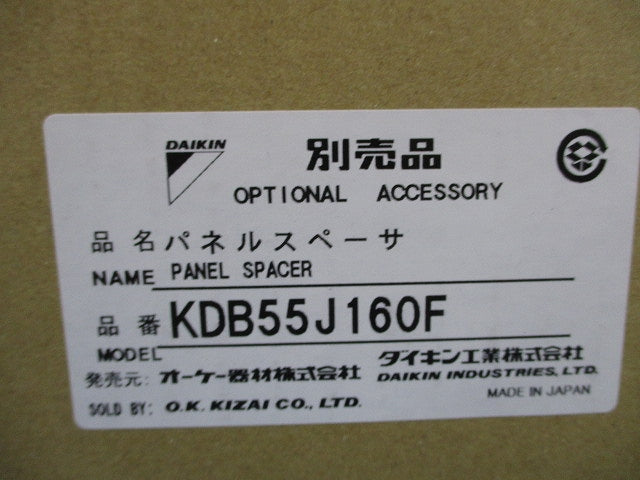 DAIKIN
別売品
OPTIONAL ACCESSORY
品名 パネルスペーサ
NAME PANEL SPACER
品番 KDB55J160F
MODEL
ダイキン工業株式会社
発売元: オーケー器材株式会社
DAIKIN INDUSTRIES, LTD.
SOLD BY: O.K. KIZAI CO., LTD.
MADE IN JAPAN